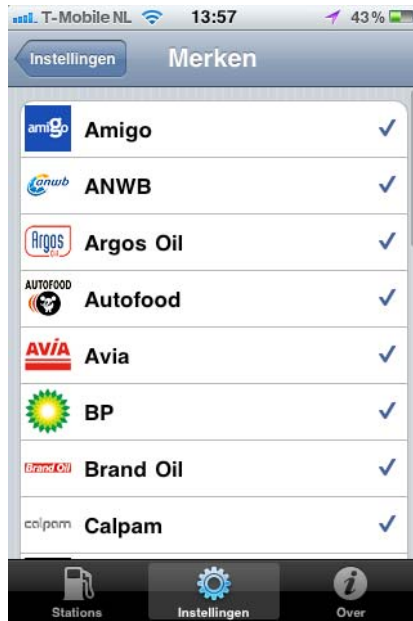 T-Mobile NL 13:57 43%
Instellingen Merken
amigo Amigo
anwb ANWB
Argos Oil Argos Oil
AUTOFOOD Autofood
AVIA Avia
BP
Brand Oil Brand Oil
calpam Calpam
Stations Instellingen Over